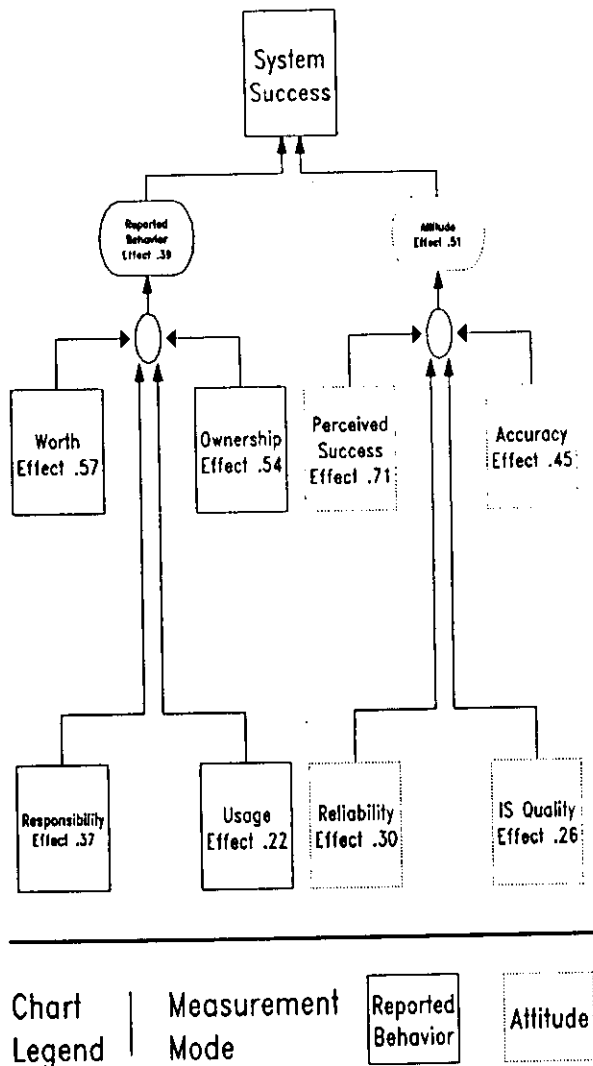 System
Success
Reported
Behavior
Effect .39
Attitude
Effect .51
Worth
Effect .57
Ownership
Effect .54
Perceived
Success
Effect .71
Accuracy
Effect .45
Responsibility
Effect .37
Usage
Effect .22
Reliability
Effect .30
IS Quality
Effect .26
Chart
Legend
Measurement
Mode
Reported
Behavior
Attitude